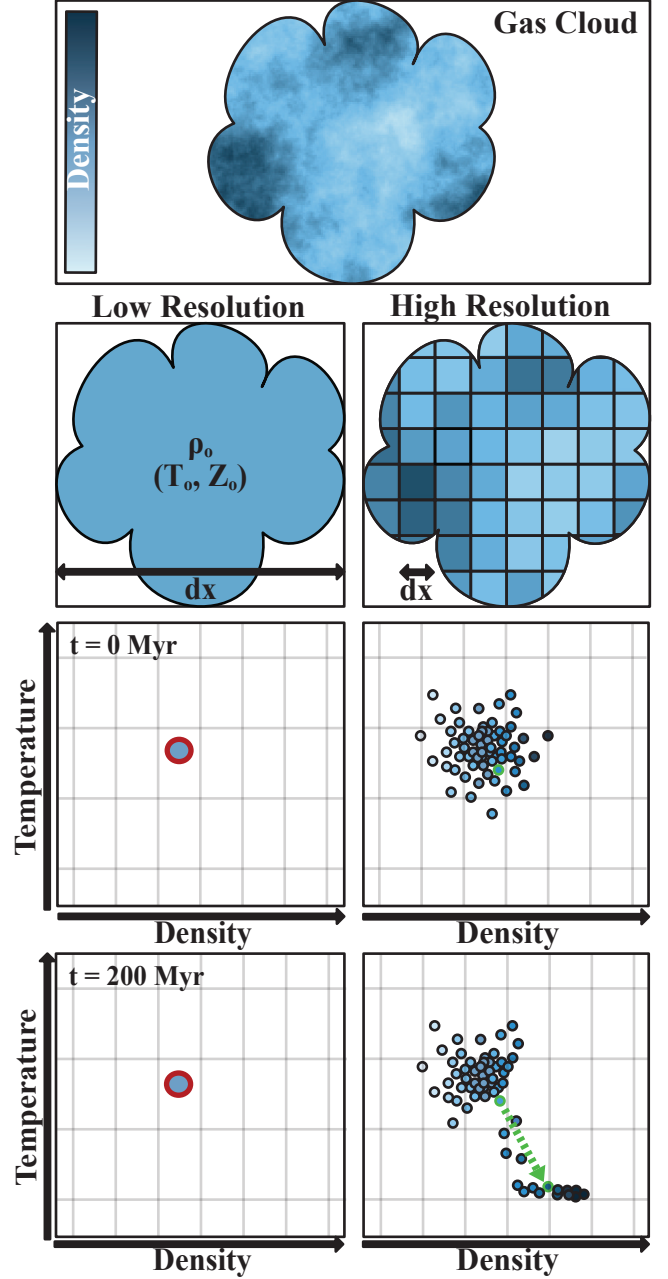 Gas Cloud
Density
Low Resolution
High Resolution
ρₒ
(Tₒ, Zₒ)
dx
dx
t = 0 Myr
Temperature
Density
Density
t = 200 Myr
Temperature
Density
Density